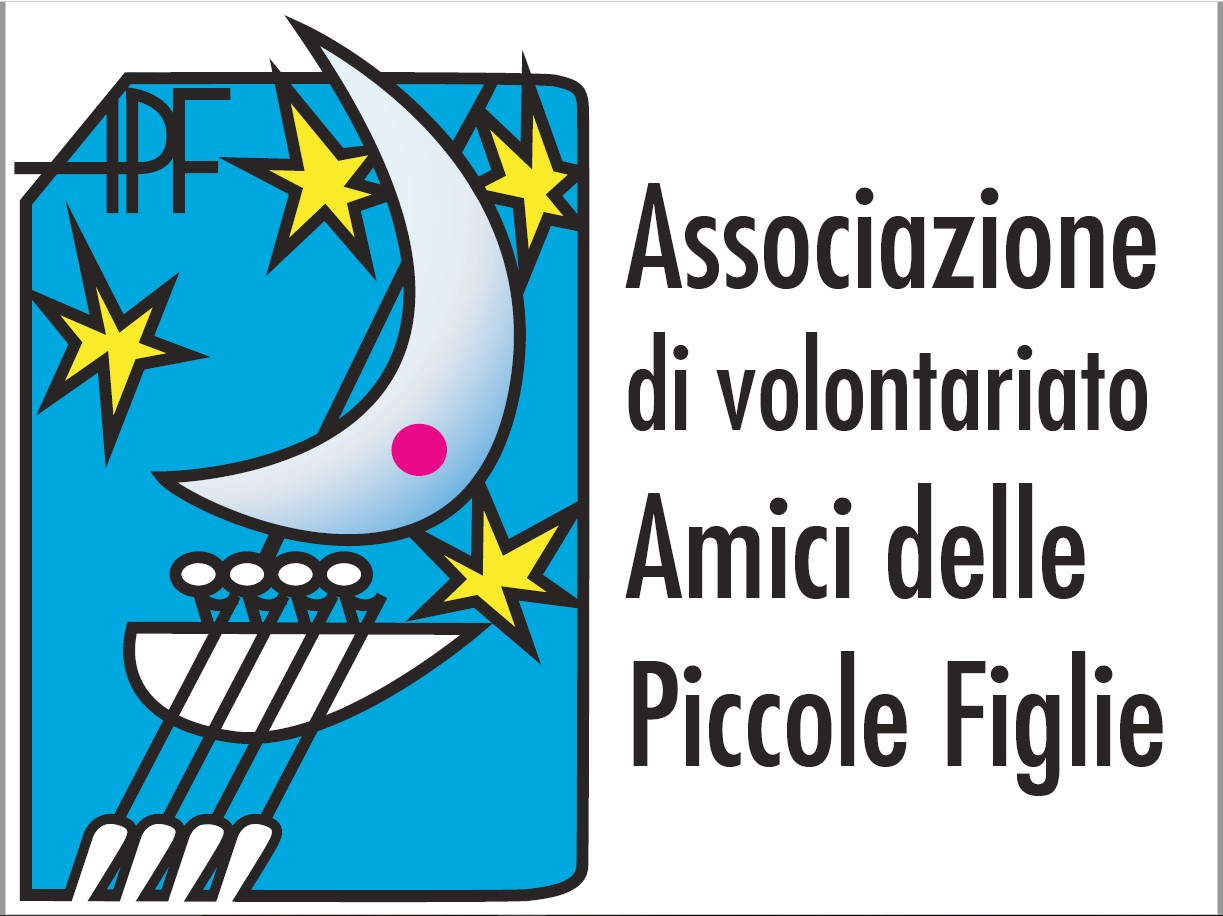 APF
Associazione
di volontariato
Amici delle
Piccole Figlie